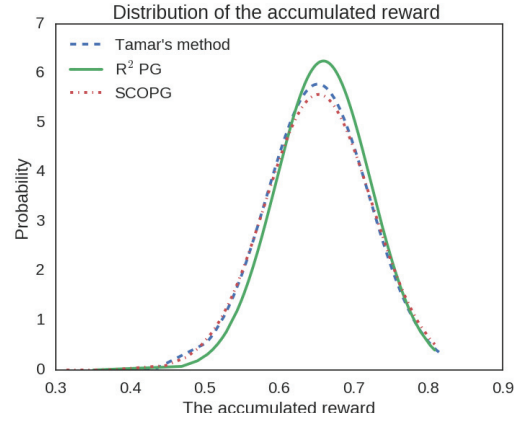 Distribution of the accumulated reward
7
6
5
4
3
2
1
0
Probability
Tamar's method
R² PG
SCOPG
0.3 0.4 0.5 0.6 0.7 0.8 0.9
The accumulated reward